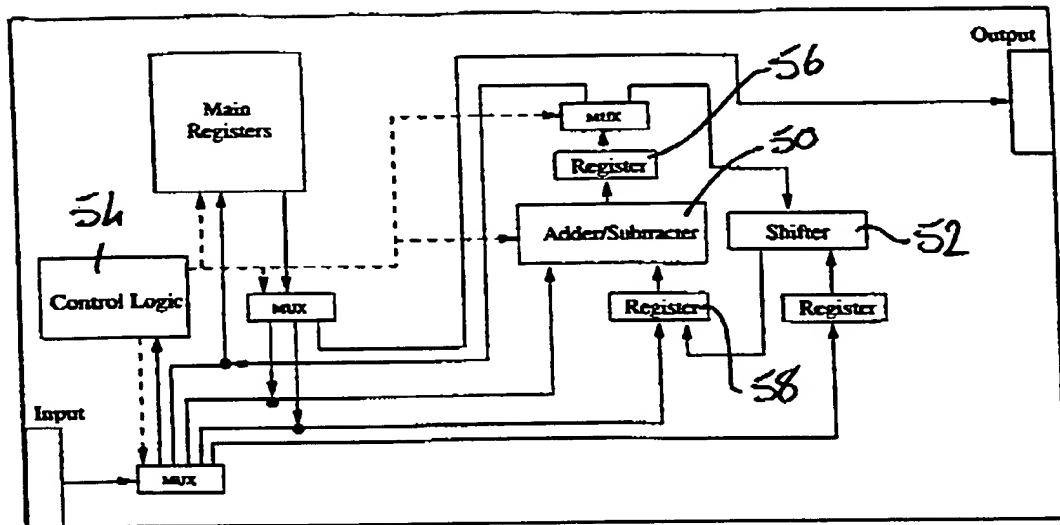 Output
56
MUX
Main
Registers
50
Register
54
Adder/Subtracter
Shifter
52
Control Logic
MUX
Register
Register
58
Input
MUX